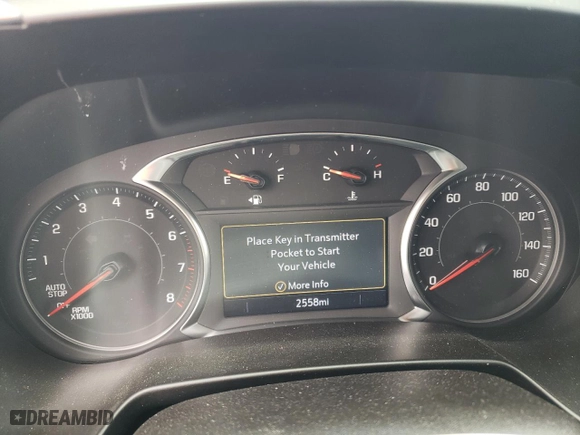 E F
C H
1 2 3 4 5 6 7 8
AUTO
STOP
OFF
RPM
X1000
Place Key in Transmitter
Pocket to Start
Your Vehicle
More Info
2558mi
0 20 40 60 80 100 120 140 160
DREAMBID